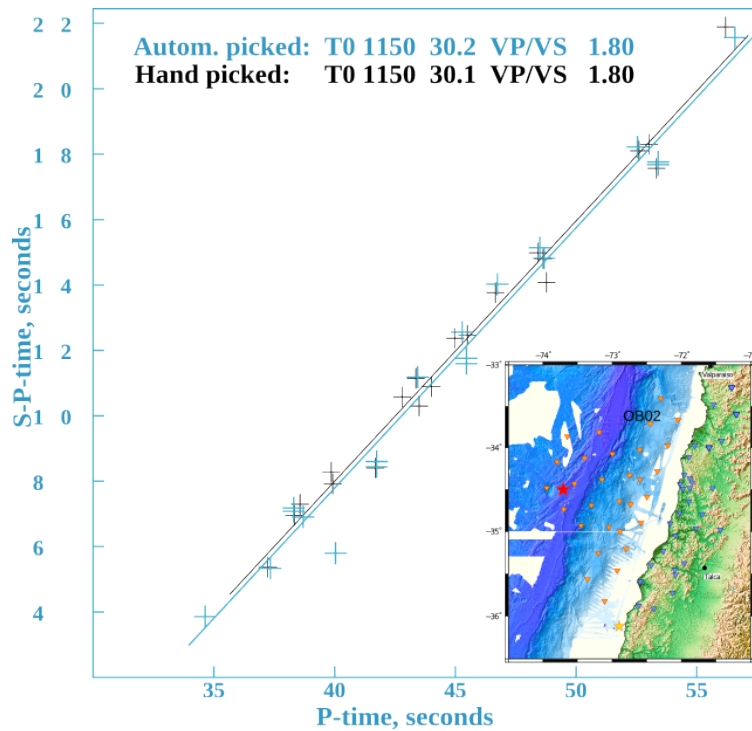 Autom. picked: T0 1150 30.2 VP/VS 1.80
Hand picked: T0 1150 30.1 VP/VS 1.80
S-P-time, seconds
2 2
2 0
1 8
1 6
1 4
1 2
1 0
8
6
4
35 40 45 50 55
P-time, seconds
−74 −73 −72
−33
−34
−35
−36
Valparaiso
OB02
Talca